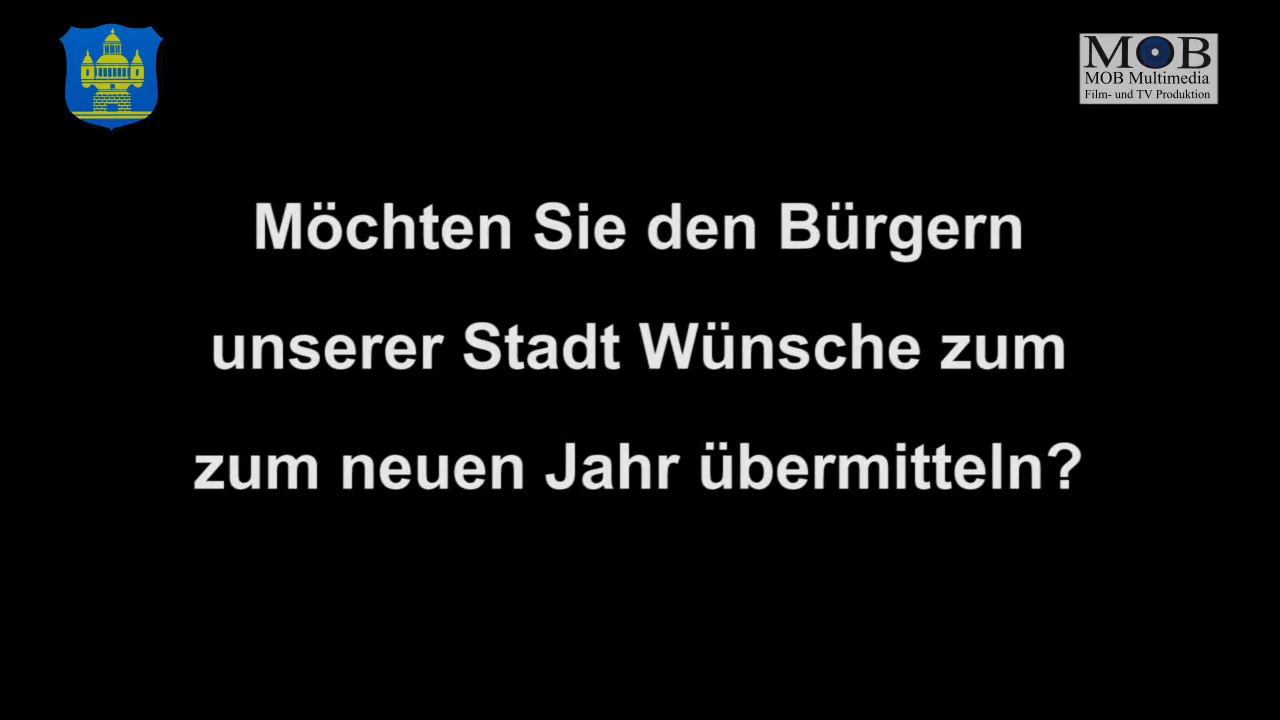 MOB
MOB Multimedia
Film- und TV Produktion
Möchten Sie den Bürgern
unserer Stadt Wünsche zum
zum neuen Jahr übermitteln?